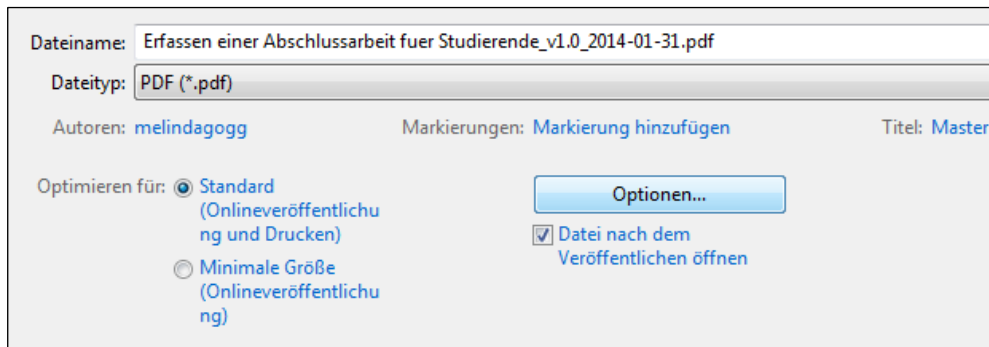 Dateiname: Erfassen einer Abschlussarbeit fuer Studierende_v1.0_2014-01-31.pdf
Dateityp: PDF (*.pdf)
Autoren: melindagogg Markierungen: Markierung hinzufügen Titel: Master
Optimieren für: Standard
(Onlineveröffentlichu
ng und Drucken)
Minimale Größe
(Onlineveröffentlichu
ng)
Optionen...
Datei nach dem
Veröffentlichen öffnen